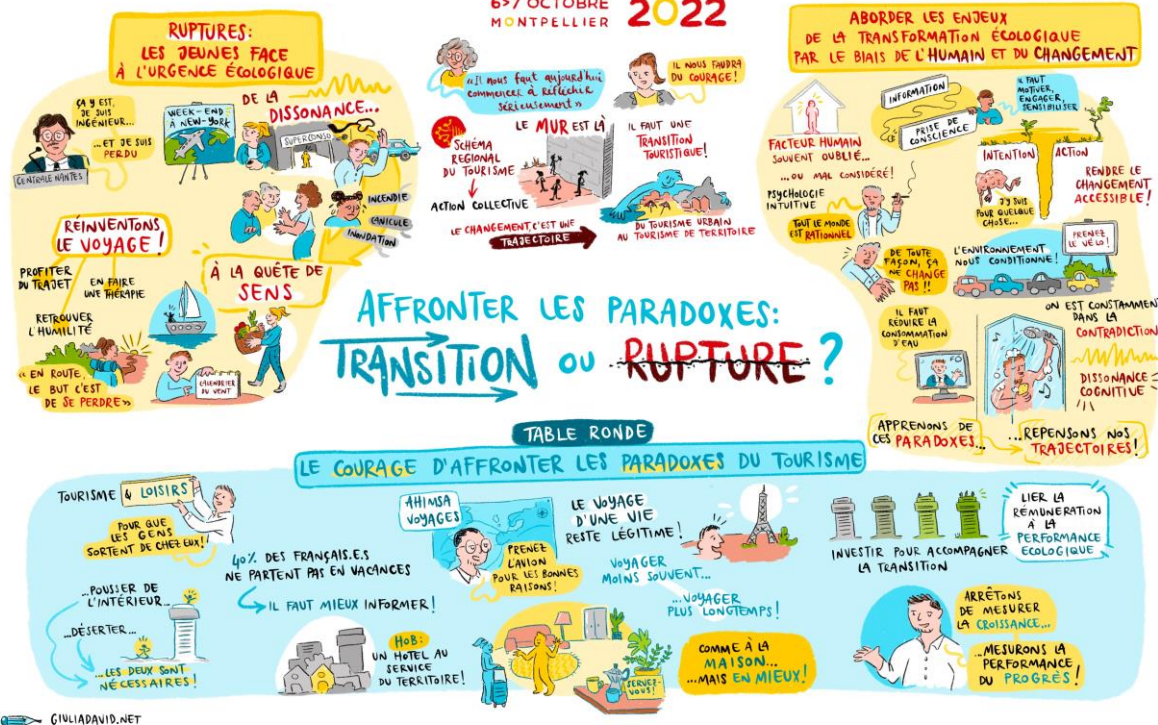 6>7 OCTOBRE
MONTPELLIER
2022
RUPTURES:
LES JEUNES FACE
À L'URGENCE ÉCOLOGIQUE
ÇA Y EST,
JE SUIS
INGÉNIEUR...
...ET JE SUIS
PERDU
CENTRALE NANTES
WEEK-END
À NEW-YORK
DE LA
DISSONANCE...
SUPERCONSO
INCENDIE
CANICULE
INONDATION
RÉINVENTONS
LE VOYAGE !
PROFITER
DU TRAJET
EN FAIRE
UNE THÉRAPIE
RETROUVER
L'HUMILITÉ
« EN ROUTE,
LE BUT C'EST
DE SE PERDRE »
À LA QUÊTE DE
SENS
CALENDRIER
DU VENT
« Il nous faut aujourd'hui
commencer à réfléchir
sérieusement »
IL NOUS FAUDRA
DU COURAGE !
SCHÉMA
REGIONAL
DU TOURISME
ACTION COLLECTIVE
LE MUR EST LÀ
IL FAUT UNE
TRANSITION
TOURISTIQUE !
LE CHANGEMENT, C'EST UNE
TRAJECTOIRE
DU TOURISME URBAIN
AU TOURISME DE TERRITOIRE
AFFRONTER LES PARADOXES:
TRANSITION OU RUPTURE ?
ABORDER LES ENJEUX
DE LA TRANSFORMATION ÉCOLOGIQUE
PAR LE BIAIS DE L'HUMAIN ET DU CHANGEMENT
FACTEUR HUMAIN
SOUVENT OUBLIÉ...
...OU MAL CONSIDÉRÉ !
INFORMATION
PRISE DE
CONSCIENCE
IL FAUT
MOTIVER,
ENGAGER,
SENSIBILISER
INTENTION
ACTION
J'Y SUIS
POUR QUELQUE
CHOSE...
RENDRE LE
CHANGEMENT
ACCESSIBLE !
PSYCHOLOGIE
INTUITIVE
TOUT LE MONDE
EST RATIONNEL
DE TOUTE
FAÇON, ÇA
NE CHANGE
PAS !!
L'ENVIRONNEMENT
NOUS CONDITIONNE !
PRENEZ
LE VÉLO !
IL FAUT
RÉDUIRE LA
CONSOMMATION
D'EAU
ON EST CONSTAMMENT
DANS LA
CONTRADICTION
DISSONANCE
COGNITIVE
APPRENONS DE
CES PARADOXES...
...REPENSONS NOS
TRAJECTOIRES !
TABLE RONDE
LE COURAGE D'AFFRONTER LES PARADOXES DU TOURISME
TOURISME & LOISIRS
POUR QUE
LES GENS
SORTENT DE CHEZ EUX !
...POUSSER DE
L'INTÉRIEUR...
...DÉSERTER...
...LES DEUX SONT
NÉCESSAIRES !
40% DES FRANÇAIS.E.S
NE PARTENT PAS EN VACANCES
IL FAUT MIEUX INFORMER !
HOB:
UN HOTEL AU
SERVICE
DU TERRITOIRE !
AHIMSA
VOYAGES
PRENEZ
L'AVION
POUR LES BONNES
RAISONS !
LE VOYAGE
D'UNE VIE
RESTE LÉGITIME !
VOYAGER
MOINS SOUVENT...
...VOYAGER
PLUS LONGTEMPS !
SERVEZ-
VOUS !
COMME À LA
MAISON...
...MAIS EN MIEUX !
INVESTIR POUR ACCOMPAGNER
LA TRANSITION
LIER LA
RÉMUNERATION
À LA
PERFORMANCE
ECOLOGIQUE
ARRÊTONS
DE MESURER
LA CROISSANCE...
...MESURONS LA
PERFORMANCE
DU PROGRÈS !
GIULIADAVID.NET